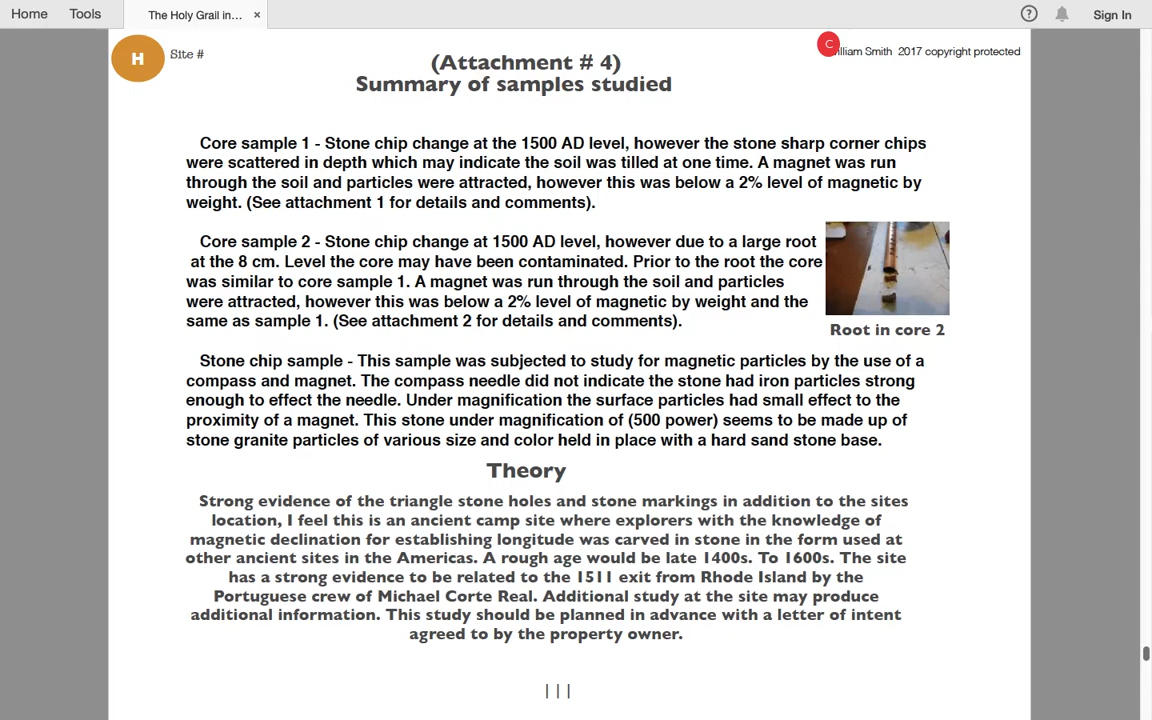 Home Tools The Holy Grail in... × ? Sign In
H Site # C lliam Smith 2017 copyright protected
(Attachment # 4)
Summary of samples studied
Core sample 1 - Stone chip change at the 1500 AD level, however the stone sharp corner chips
were scattered in depth which may indicate the soil was tilled at one time. A magnet was run
through the soil and particles were attracted, however this was below a 2% level of magnetic by
weight. (See attachment 1 for details and comments).
Core sample 2 - Stone chip change at 1500 AD level, however due to a large root
at the 8 cm. Level the core may have been contaminated. Prior to the root the core
was similar to core sample 1. A magnet was run through the soil and particles
were attracted, however this was below a 2% level of magnetic by weight and the
same as sample 1. (See attachment 2 for details and comments).
Root in core 2
Stone chip sample - This sample was subjected to study for magnetic particles by the use of a
compass and magnet. The compass needle did not indicate the stone had iron particles strong
enough to effect the needle. Under magnification the surface particles had small effect to the
proximity of a magnet. This stone under magnification of (500 power) seems to be made up of
stone granite particles of various size and color held in place with a hard sand stone base.
Theory
Strong evidence of the triangle stone holes and stone markings in addition to the sites
location, I feel this is an ancient camp site where explorers with the knowledge of
magnetic declination for establishing longitude was carved in stone in the form used at
other ancient sites in the Americas. A rough age would be late 1400s. To 1600s. The site
has a strong evidence to be related to the 1511 exit from Rhode Island by the
Portuguese crew of Michael Corte Real. Additional study at the site may produce
additional information. This study should be planned in advance with a letter of intent
agreed to by the property owner.
| | |